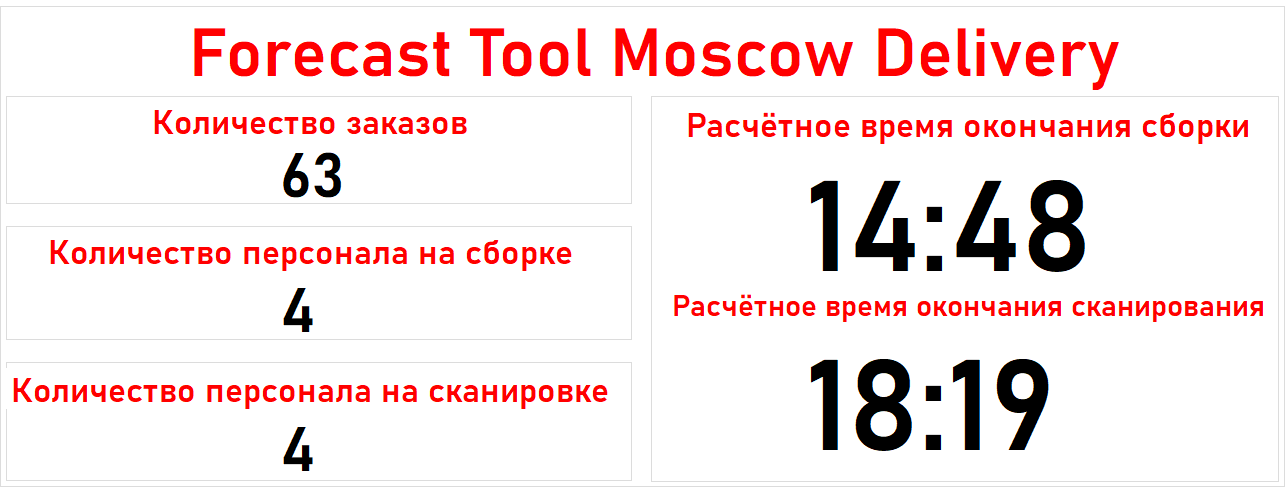 Forecast Tool Moscow Delivery
Количество заказов
63
Количество персонала на сборке
4
Количество персонала на сканировке
4
Расчётное время окончания сборки
14:48
Расчётное время окончания сканирования
18:19